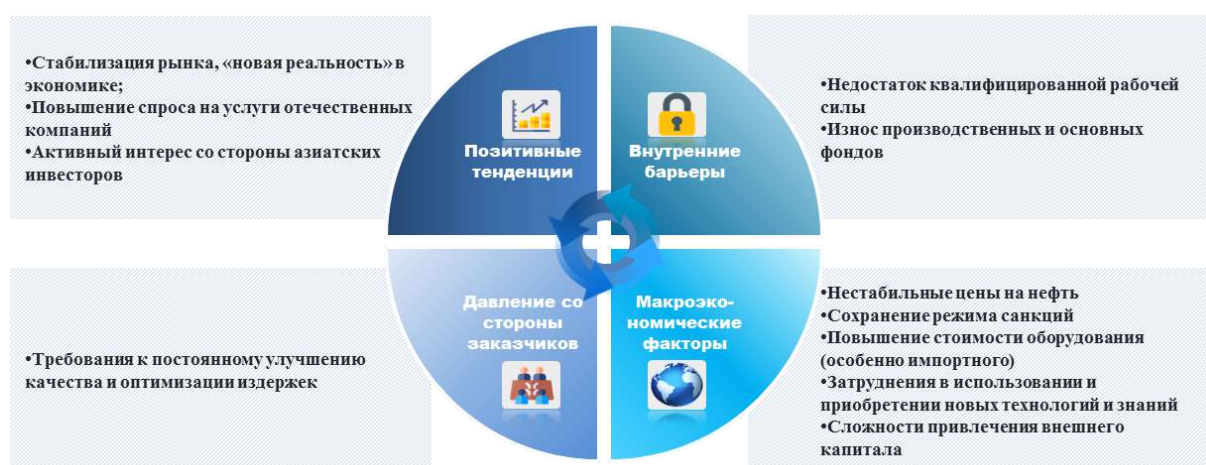 •Стабилизация рынка, «новая реальность» в
экономике;
•Повышение спроса на услуги отечественных
компаний
•Активный интерес со стороны азиатских
инвесторов
Позитивные
тенденции
Внутренние
барьеры
•Недостаток квалифицированной рабочей
силы
•Износ производственных и основных
фондов
•Требования к постоянному улучшению
качества и оптимизации издержек
Давление со
стороны
заказчиков
Макроэко-
номические
факторы
•Нестабильные цены на нефть
•Сохранение режима санкций
•Повышение стоимости оборудования
(особенно импортного)
•Затруднения в использовании и
приобретении новых технологий и знаний
•Сложности привлечения внешнего
капитала